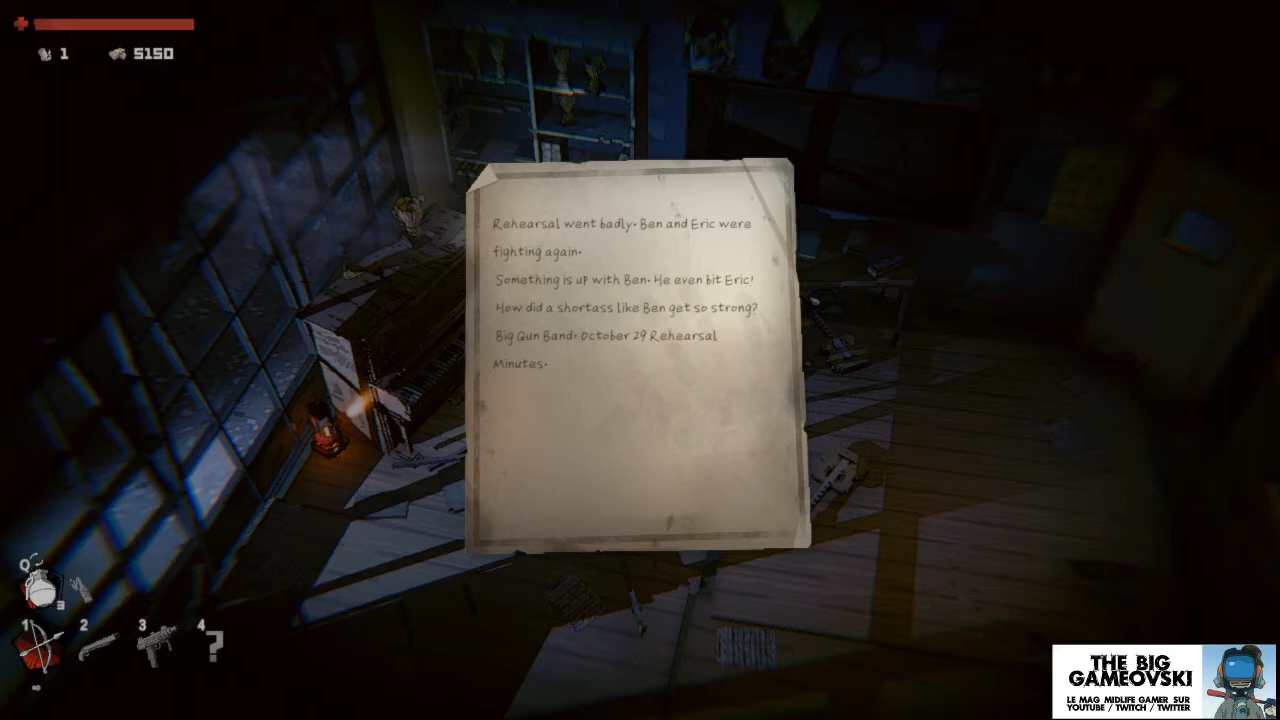 1
5150
Rehearsal went badly. Ben and Eric were
fighting again.
Something is up with Ben. He even bit Eric!
How did a shortass like Ben get so strong?
Big Gun Band: October 29 Rehearsal
Minutes.
Q
3
1
2
3
4
?
∞
THE BIG
GAMEOVSKI
LE MAG MIDLIFE GAMER SUR
YOUTUBE / TWITCH / TWITTER